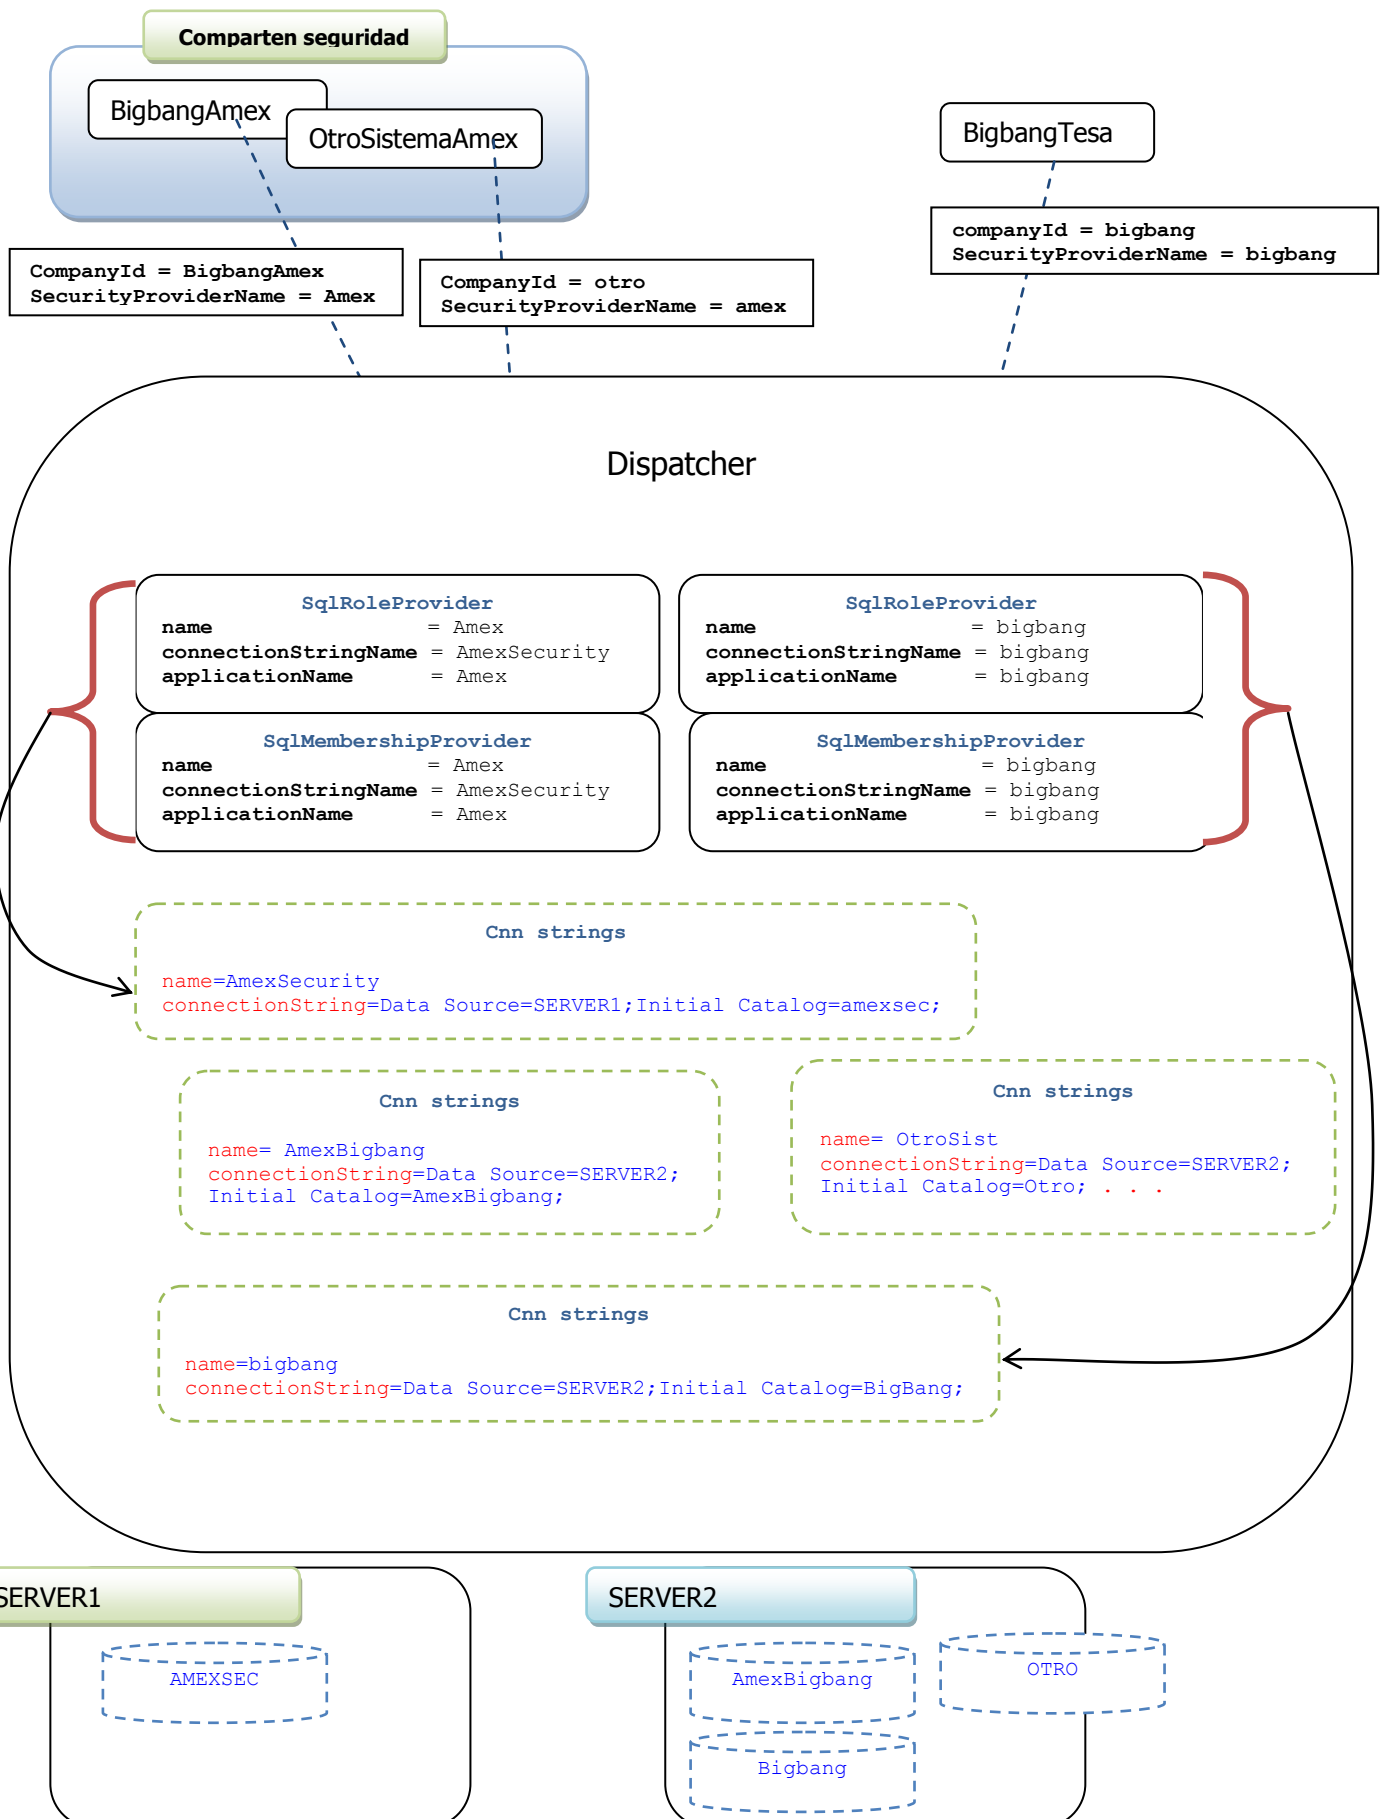 Comparten seguridad
BigbangAmex
OtroSistemaAmex
BigbangTesa
companyId = bigbang
SecurityProviderName = bigbang
CompanyId = BigbangAmex
SecurityProviderName = Amex
CompanyId = otro
SecurityProviderName = amex
Dispatcher
SqlRoleProvider
name = Amex
connectionStringName = AmexSecurity
applicationName = Amex
SqlRoleProvider
name = bigbang
connectionStringName = bigbang
applicationName = bigbang
SqlMembershipProvider
name = Amex
connectionStringName = AmexSecurity
applicationName = Amex
SqlMembershipProvider
name = bigbang
connectionStringName = bigbang
applicationName = bigbang
Cnn strings
name=AmexSecurity
connectionString=Data Source=SERVER1;Initial Catalog=amexsec;
Cnn strings
name= AmexBigbang
connectionString=Data Source=SERVER2;
Initial Catalog=AmexBigbang;
Cnn strings
name= OtroSist
connectionString=Data Source=SERVER2;
Initial Catalog=Otro; . . .
Cnn strings
name=bigbang
connectionString=Data Source=SERVER2;Initial Catalog=BigBang;
SERVER1
AMEXSEC
SERVER2
AmexBigbang
OTRO
Bigbang